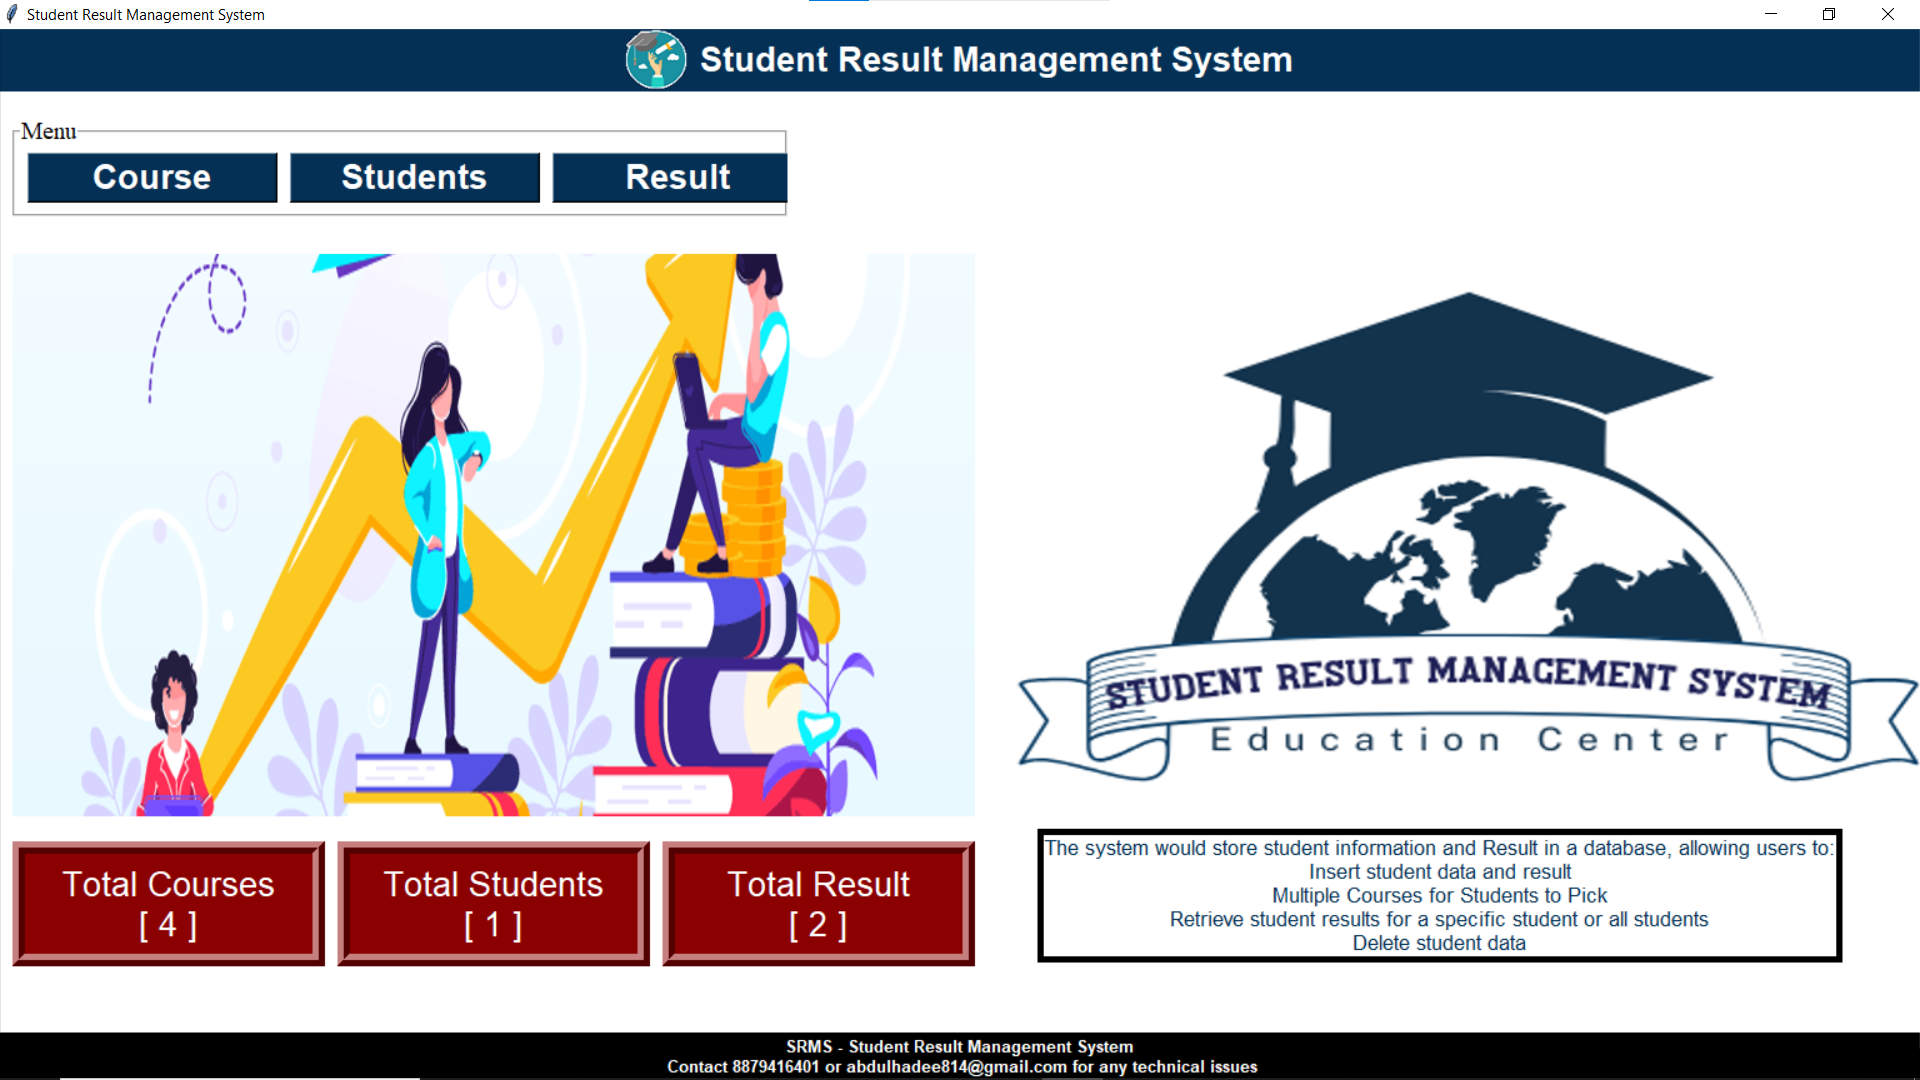 Student Result Management System
Student Result Management System
Menu
Course
Students
Result
STUDENT RESULT MANAGEMENT SYSTEM
Education Center
Total Courses
[ 4 ]
Total Students
[ 1 ]
Total Result
[ 2 ]
The system would store student information and Result in a database, allowing users to:
Insert student data and result
Multiple Courses for Students to Pick
Retrieve student results for a specific student or all students
Delete student data
SRMS - Student Result Management System
Contact 8879416401 or abdulhadee814@gmail.com for any technical issues